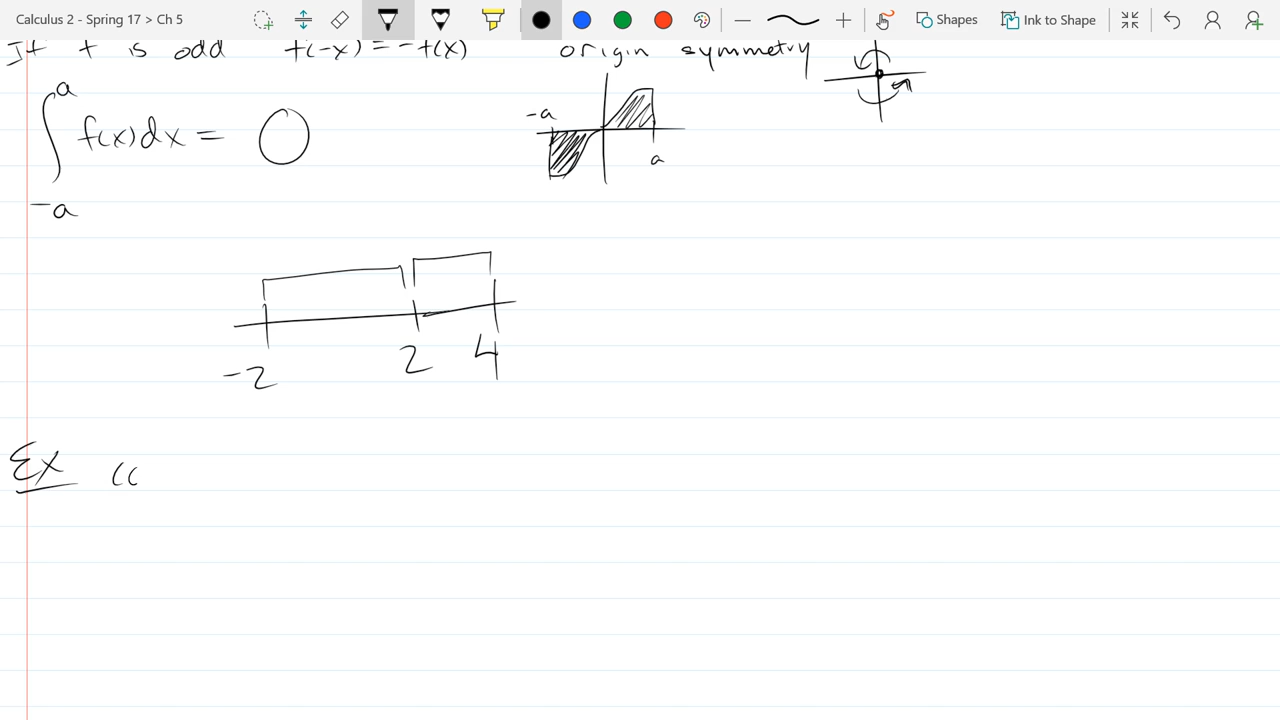 Calculus 2 - Spring 17 > Ch 5 Shapes Ink to Shape
If f is odd f(-x) = -f(x) origin symmetry
∫_{-a}^{a} f(x)dx = 0
-a a
-2 2 4
Ex